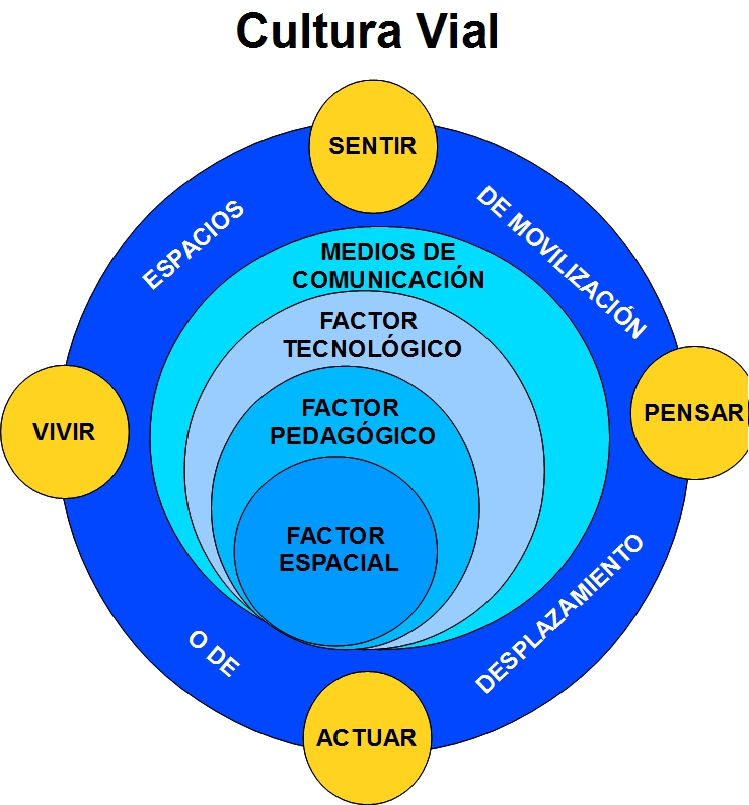 Cultura Vial
SENTIR
ESPACIOS
DE MOVILIZACIÓN
MEDIOS DE
COMUNICACIÓN
FACTOR
TECNOLÓGICO
FACTOR
PEDAGÓGICO
FACTOR
ESPACIAL
VIVIR
PENSAR
O DE
DESPLAZAMIENTO
ACTUAR